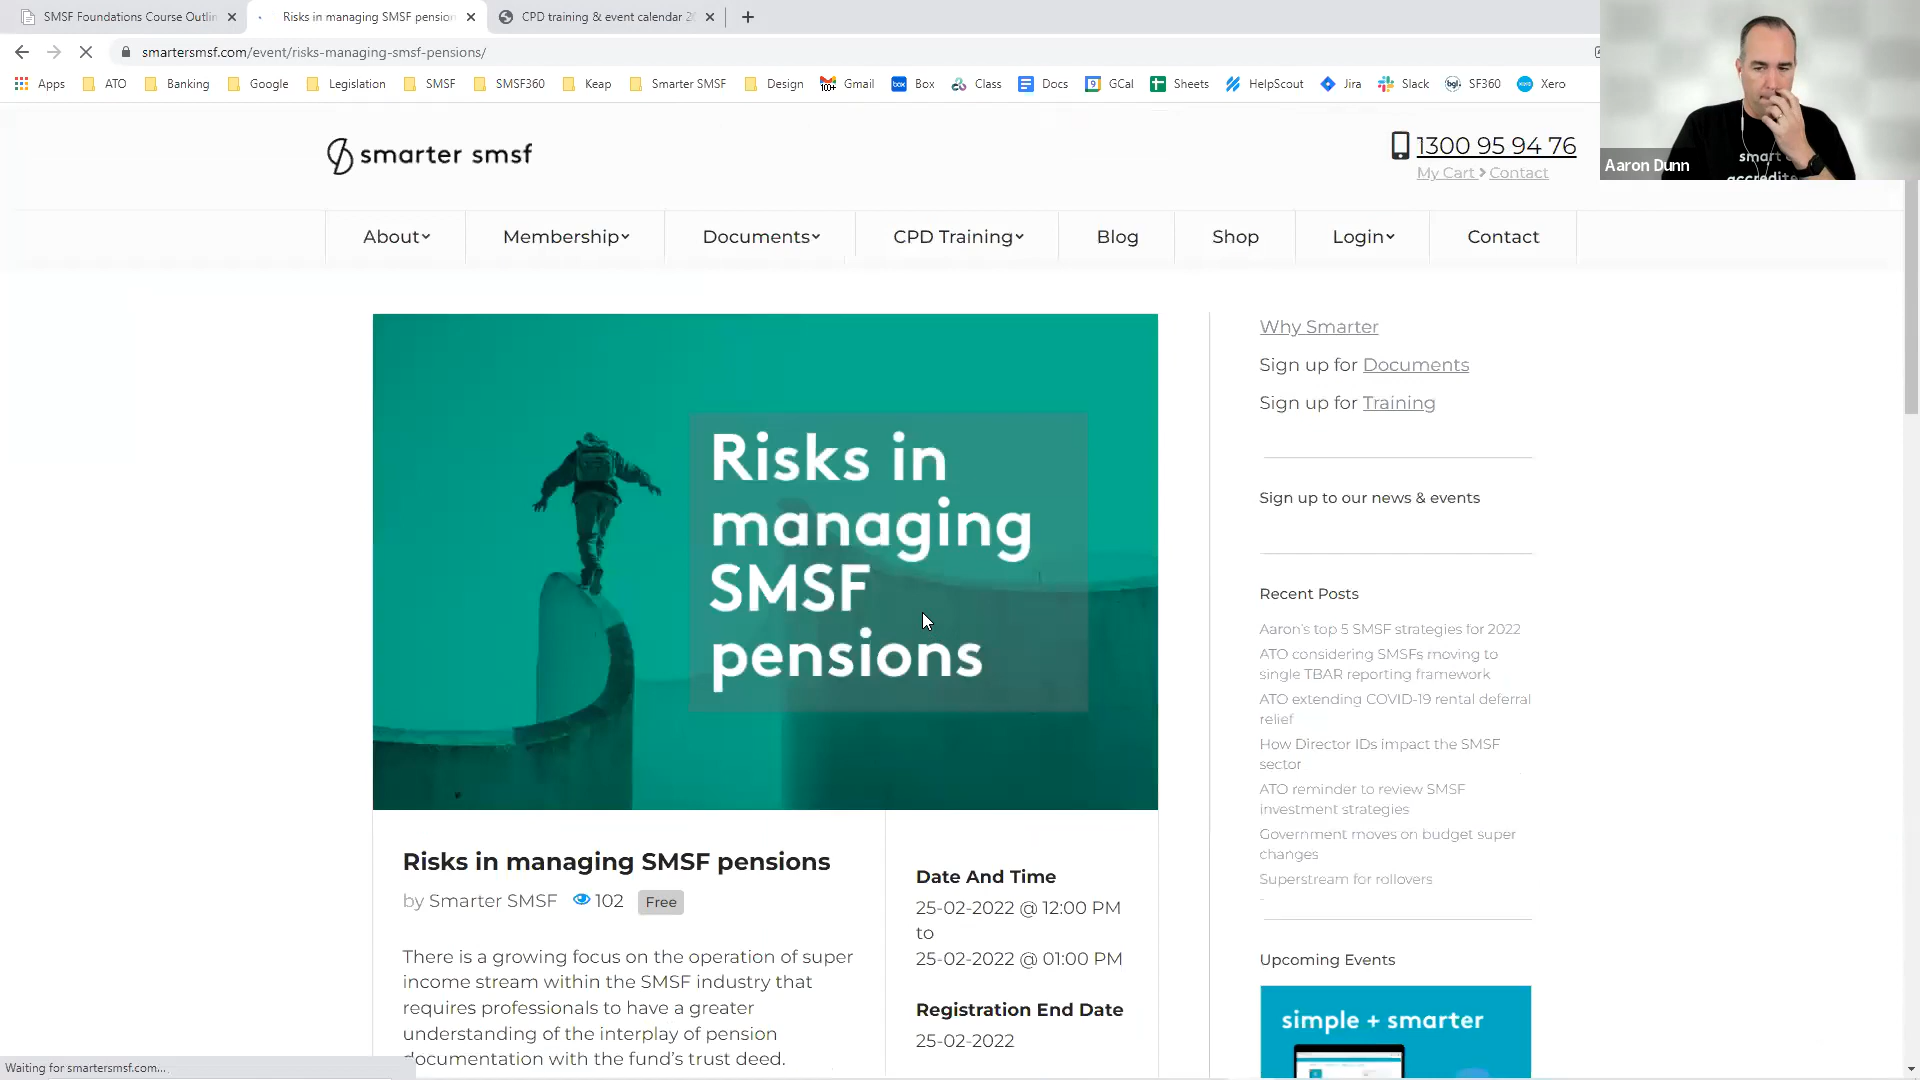 SMSF Foundations Course Outlin
Risks in managing SMSF pension
CPD training & event calendar 20
smartersmsf.com/event/risks-managing-smsf-pensions/
Apps
ATO
Banking
Google
Legislation
SMSF
SMSF360
Keap
Smarter SMSF
Design
100+
Gmail
box
Box
Class
Docs
9
GCal
Sheets
HelpScout
Jira
Slack
bgl
SF360
xero
Xero
smarter smsf
1300 95 94 76
My Cart > Contact
smart
accredite
Aaron Dunn
About
Membership
Documents
CPD Training
Blog
Shop
Login
Contact
Risks in
managing
SMSF
pensions
Why Smarter
Sign up for Documents
Sign up for Training
Sign up to our news & events
Recent Posts
Aaron's top 5 SMSF strategies for 2022
ATO considering SMSFs moving to
single TBAR reporting framework
ATO extending COVID-19 rental deferral
relief
How Director IDs impact the SMSF
sector
ATO reminder to review SMSF
investment strategies
Government moves on budget super
changes
Superstream for rollovers
Upcoming Events
simple + smarter
Risks in managing SMSF pensions
by Smarter SMSF 102 Free
There is a growing focus on the operation of super
income stream within the SMSF industry that
requires professionals to have a greater
understanding of the interplay of pension
documentation with the fund's trust deed.
Date And Time
25-02-2022 @ 12:00 PM
to
25-02-2022 @ 01:00 PM
Registration End Date
25-02-2022
Waiting for smartersmsf.com...